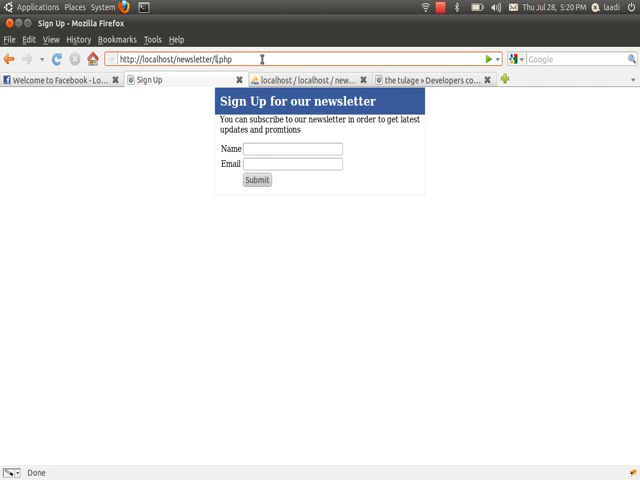 Applications Places System Thu Jul 28, 5:20 PM laadi
Sign Up - Mozilla Firefox
File Edit View History Bookmarks Tools Help
http://localhost/newsletter/l.php Google
Welcome to Facebook - Lo... Sign Up localhost / localhost / new... the tulage » Developers co...
Sign Up for our newsletter
You can subscribe to our newsletter in order to get latest
updates and promtions
Name
Email
Submit
Done